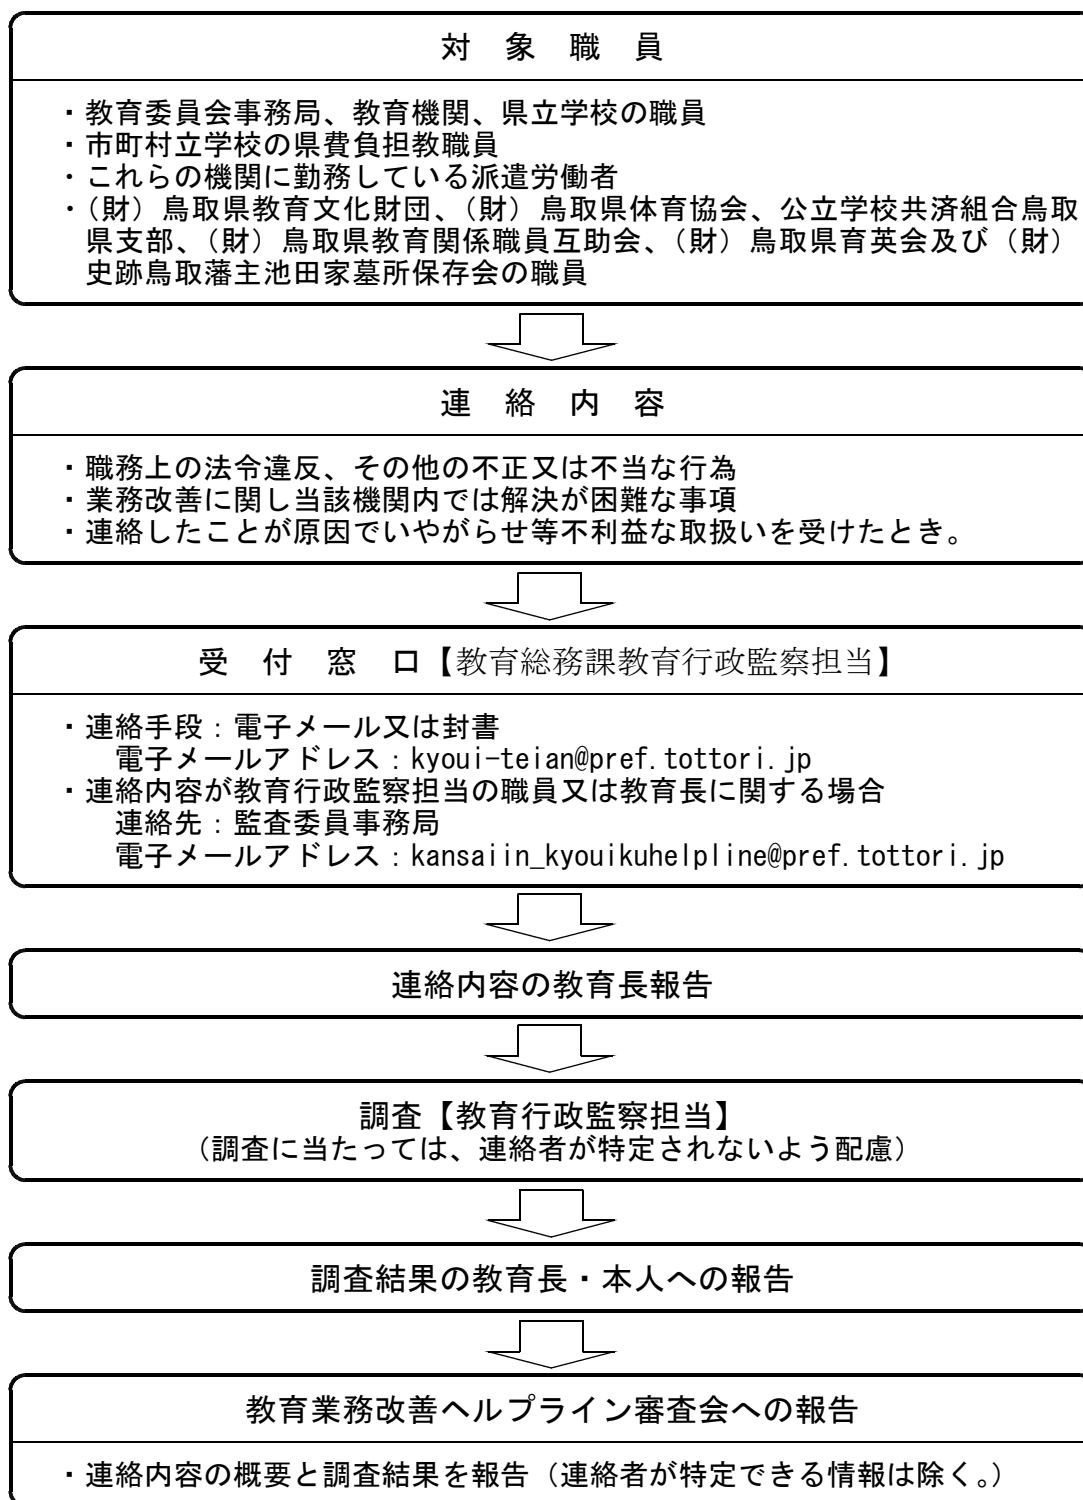 対　象　職　員
・教育委員会事務局、教育機関、県立学校の職員
・市町村立学校の県費負担教職員
・これらの機関に勤務している派遣労働者
・（財）鳥取県教育文化財団、（財）鳥取県体育協会、公立学校共済組合鳥取
県支部、（財）鳥取県教育関係職員互助会、（財）鳥取県育英会及び（財）
史跡鳥取藩主池田家墓所保存会の職員
連　絡　内　容
・職務上の法令違反、その他の不正又は不当な行為
・業務改善に関し当該機関内では解決が困難な事項
・連絡したことが原因でいやがらせ等不利益な取扱いを受けたとき。
受　付　窓　口【教育総務課教育行政監察担当】
・連絡手段：電子メール又は封書
電子メールアドレス：kyoui-teian@pref.tottori.jp
・連絡内容が教育行政監察担当の職員又は教育長に関する場合
連絡先：監査委員事務局
電子メールアドレス：kansaiin_kyouikuhelpline@pref.tottori.jp
連絡内容の教育長報告
調査【教育行政監察担当】
（調査に当たっては、連絡者が特定されないよう配慮）
調査結果の教育長・本人への報告
教育業務改善ヘルプライン審査会への報告
・連絡内容の概要と調査結果を報告（連絡者が特定できる情報は除く。）